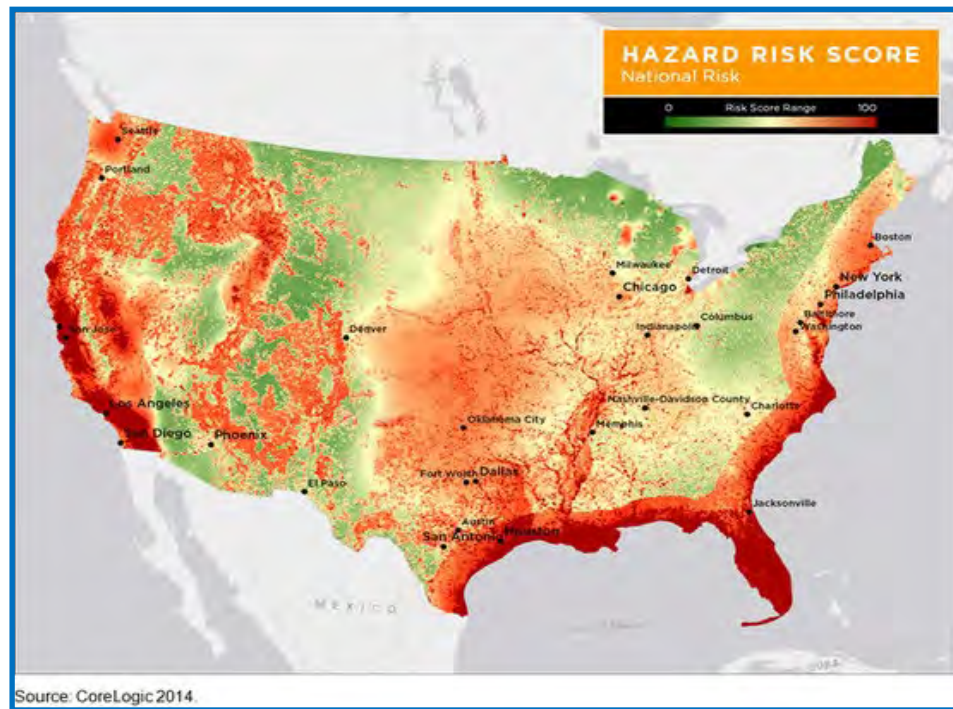 HAZARD RISK SCORE
National Risk
0 Risk Score Range 100
Seattle
Portland
Boston
Milwaukee
Detroit
New York
Chicago
Philadelphia
Baltimore
Columbus
Washington
San Jose
Denver
Indianapolis
Nashville-Davidson County
Los Angeles
Charlotte
Oklahoma City
Memphis
San Diego
Phoenix
Fort Worth
Dallas
El Paso
Jacksonville
Austin
San Antonio
Houston
MEXICO
CUBA
Source: CoreLogic 2014.